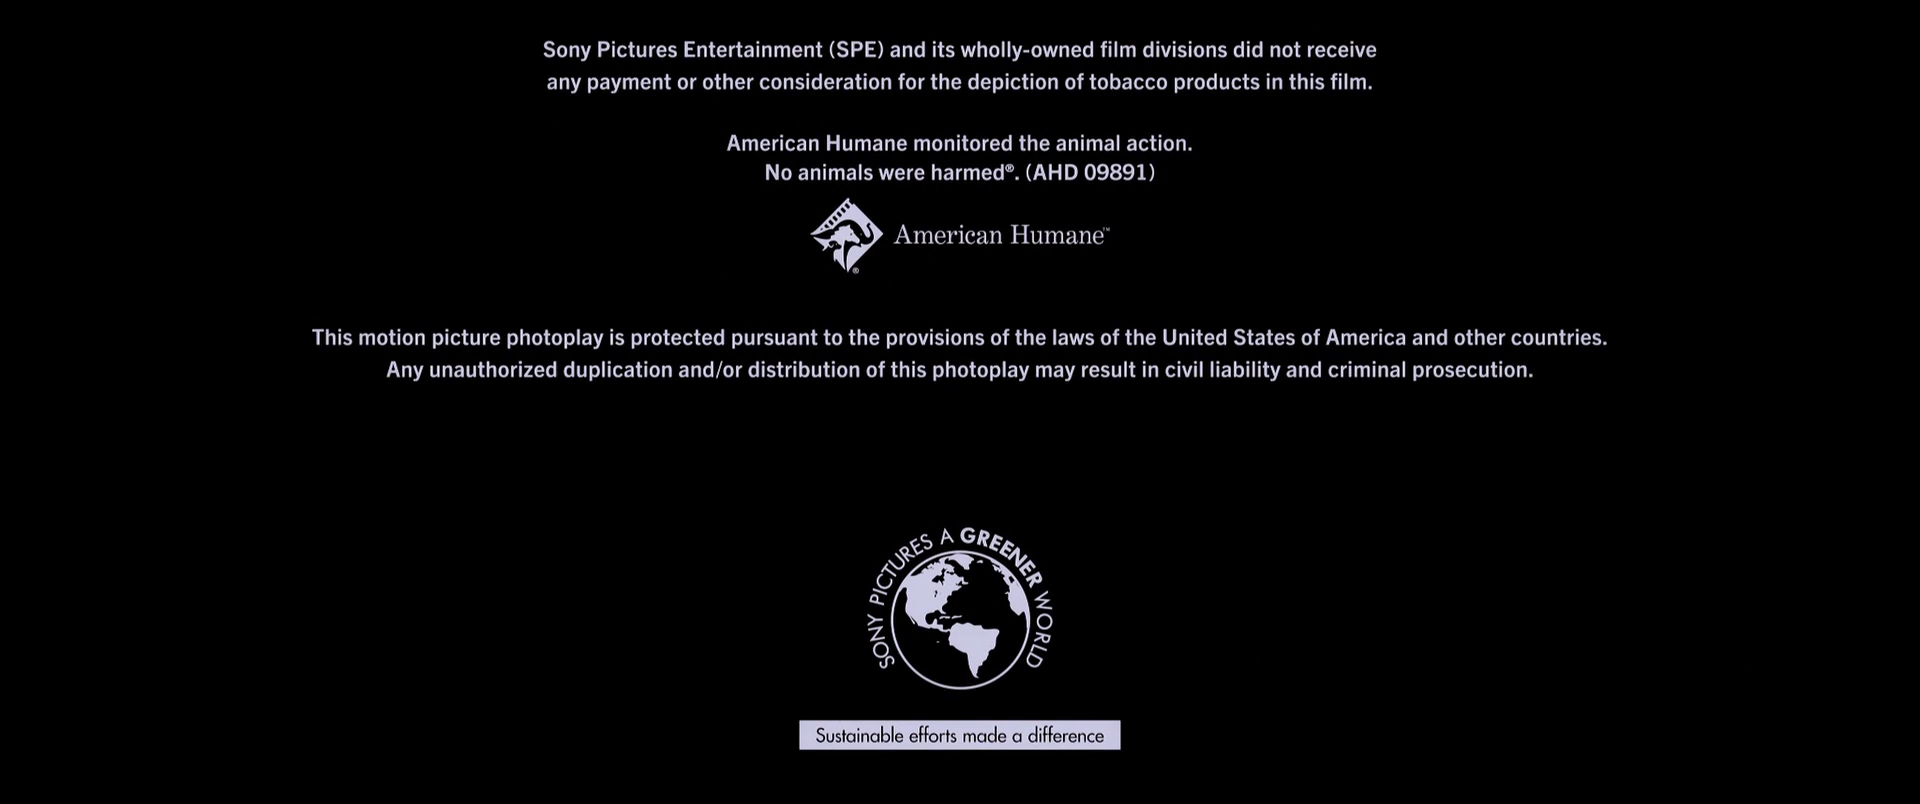 Sony Pictures Entertainment (SPE) and its wholly-owned film divisions did not receive
any payment or other consideration for the depiction of tobacco products in this film.
American Humane monitored the animal action.
No animals were harmed®. (AHD 09891)
American Humane™
®
This motion picture photoplay is protected pursuant to the provisions of the laws of the United States of America and other countries.
Any unauthorized duplication and/or distribution of this photoplay may result in civil liability and criminal prosecution.
SONY PICTURES A GREENER WORLD
Sustainable efforts made a difference